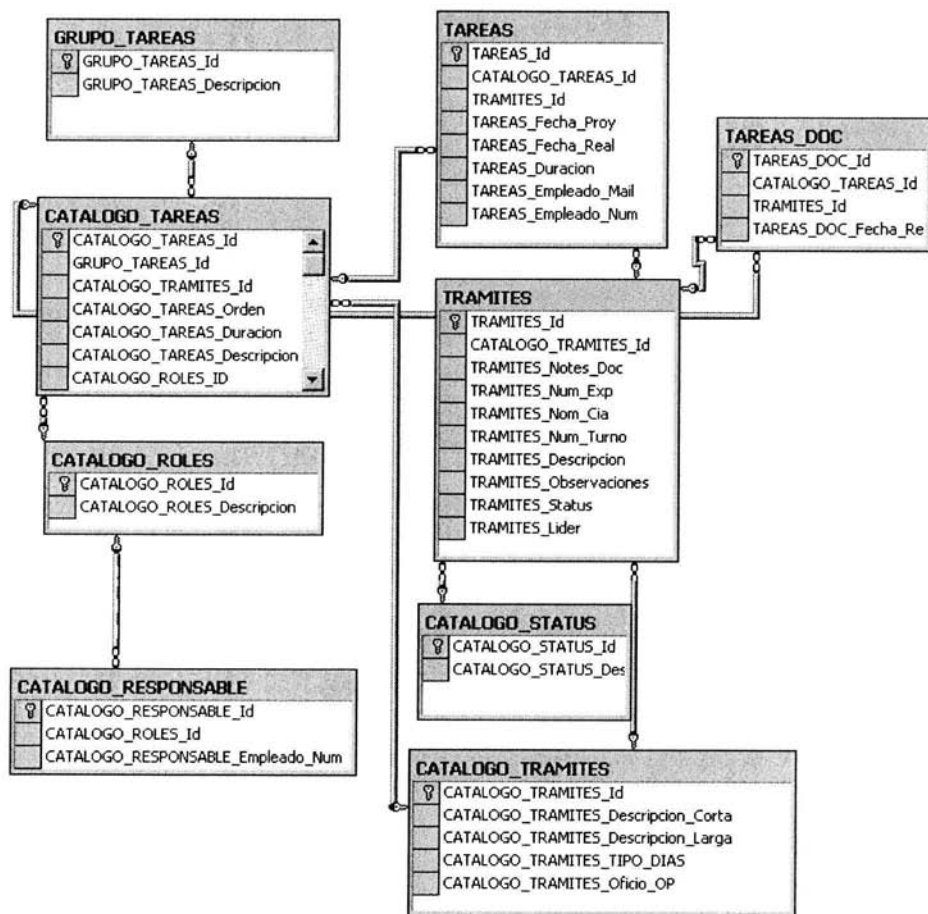 GRUPO_TAREAS
GRUPO_TAREAS_Id
GRUPO_TAREAS_Descripcion
TAREAS
TAREAS_Id
CATALOGO_TAREAS_Id
TRAMITES_Id
TAREAS_Fecha_Proy
TAREAS_Fecha_Real
TAREAS_Duracion
TAREAS_Empleado_Mail
TAREAS_Empleado_Num
TAREAS_DOC
TAREAS_DOC_Id
CATALOGO_TAREAS_Id
TRAMITES_Id
TAREAS_DOC_Fecha_Re
CATALOGO_TAREAS
CATALOGO_TAREAS_Id
GRUPO_TAREAS_Id
CATALOGO_TRAMITES_Id
CATALOGO_TAREAS_Orden
CATALOGO_TAREAS_Duracion
CATALOGO_TAREAS_Descripcion
CATALOGO_ROLES_ID
TRAMITES
TRAMITES_Id
CATALOGO_TRAMITES_Id
TRAMITES_Notes_Doc
TRAMITES_Num_Exp
TRAMITES_Nom_Cia
TRAMITES_Num_Turno
TRAMITES_Descripcion
TRAMITES_Observaciones
TRAMITES_Status
TRAMITES_Lider
CATALOGO_ROLES
CATALOGO_ROLES_Id
CATALOGO_ROLES_Descripcion
CATALOGO_STATUS
CATALOGO_STATUS_Id
CATALOGO_STATUS_Des
CATALOGO_RESPONSABLE
CATALOGO_RESPONSABLE_Id
CATALOGO_ROLES_Id
CATALOGO_RESPONSABLE_Empleado_Num
CATALOGO_TRAMITES
CATALOGO_TRAMITES_Id
CATALOGO_TRAMITES_Descripcion_Corta
CATALOGO_TRAMITES_Descripcion_Larga
CATALOGO_TRAMITES_TIPO_DIAS
CATALOGO_TRAMITES_Oficio_OP